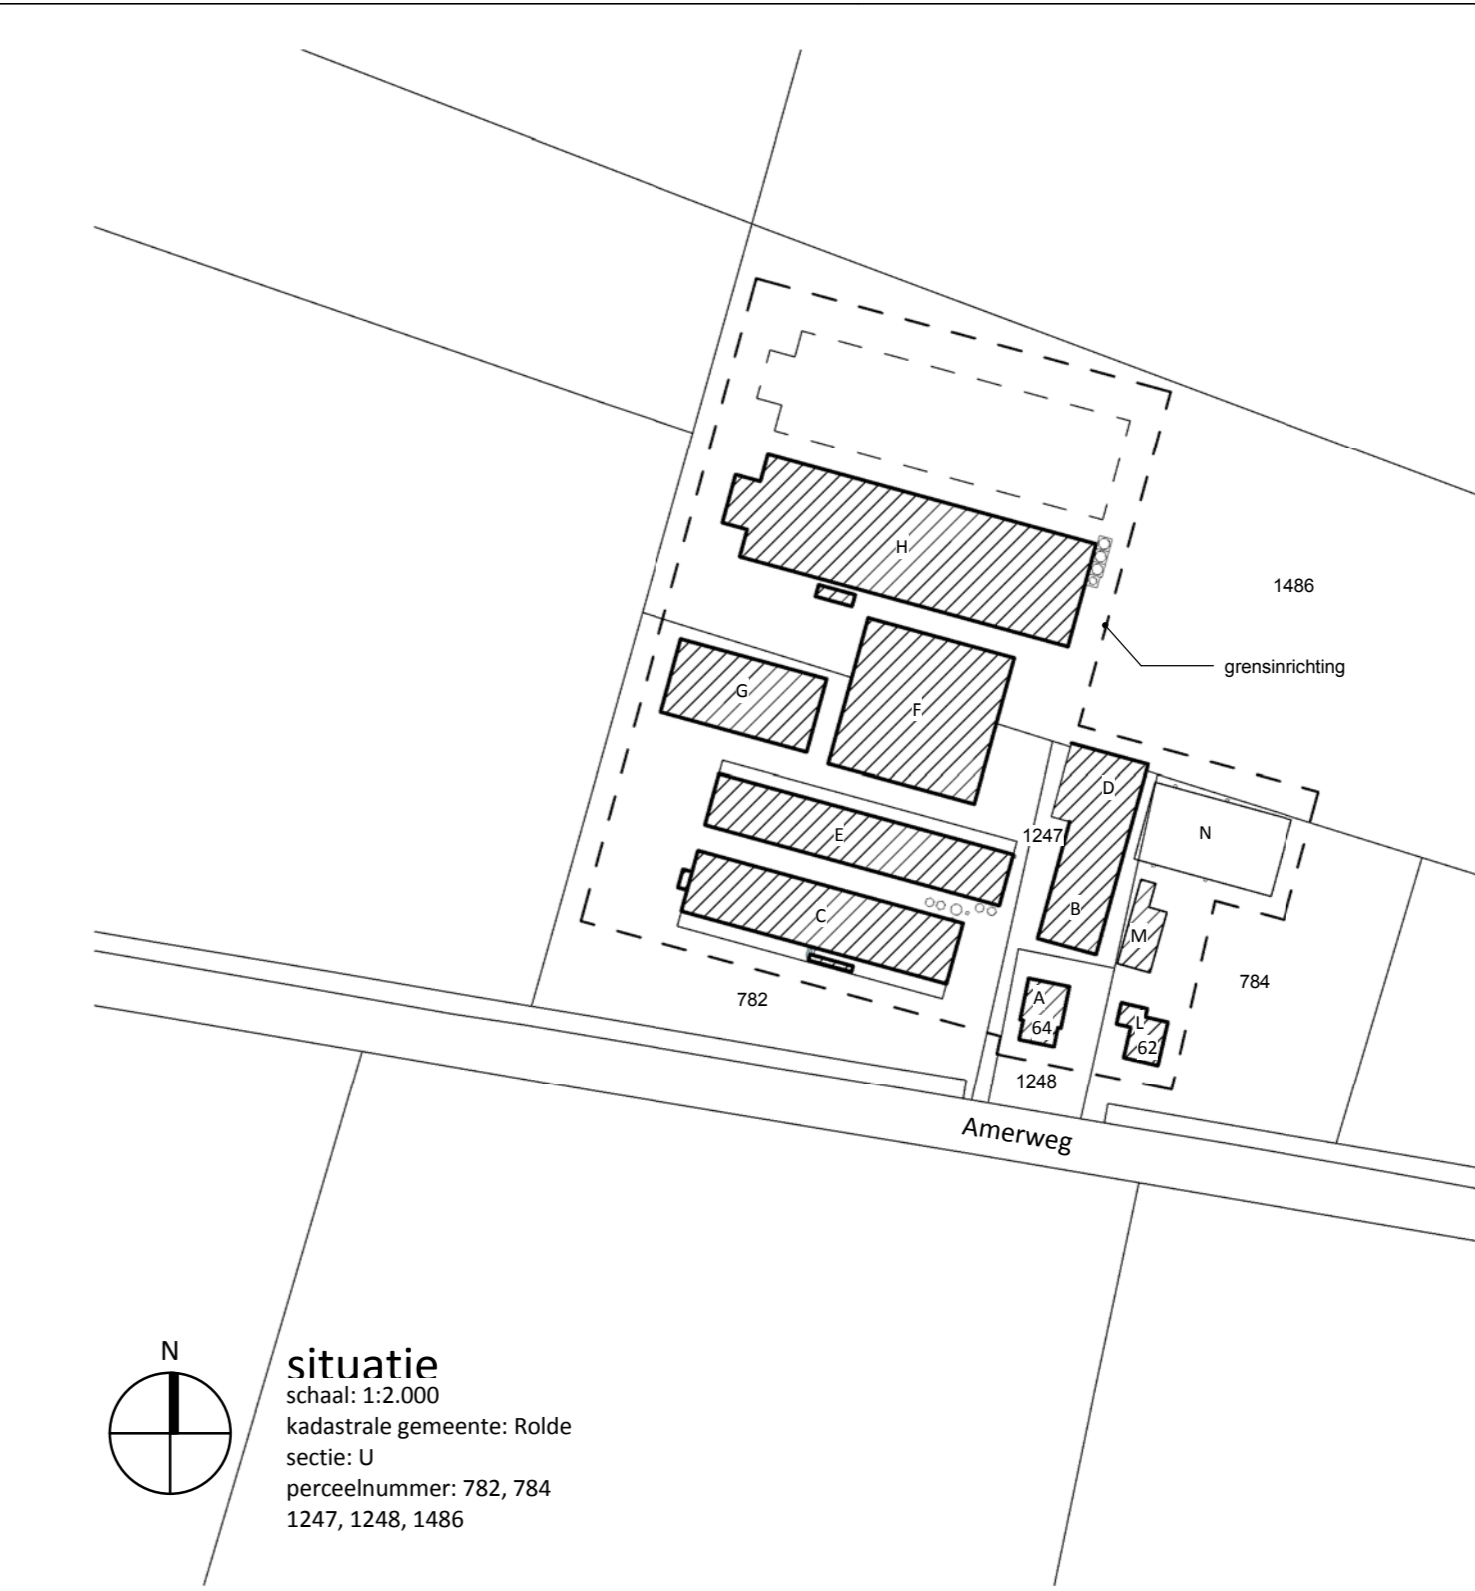 H
1486
grensinrichting
G
F
D
N
1247
E
B
C
M
784
782
A
64
L
62
1248
Amerweg
N
situatie
schaal: 1:2.000
kadastrale gemeente: Rolde
sectie: U
perceelnummer: 782, 784
1247, 1248, 1486